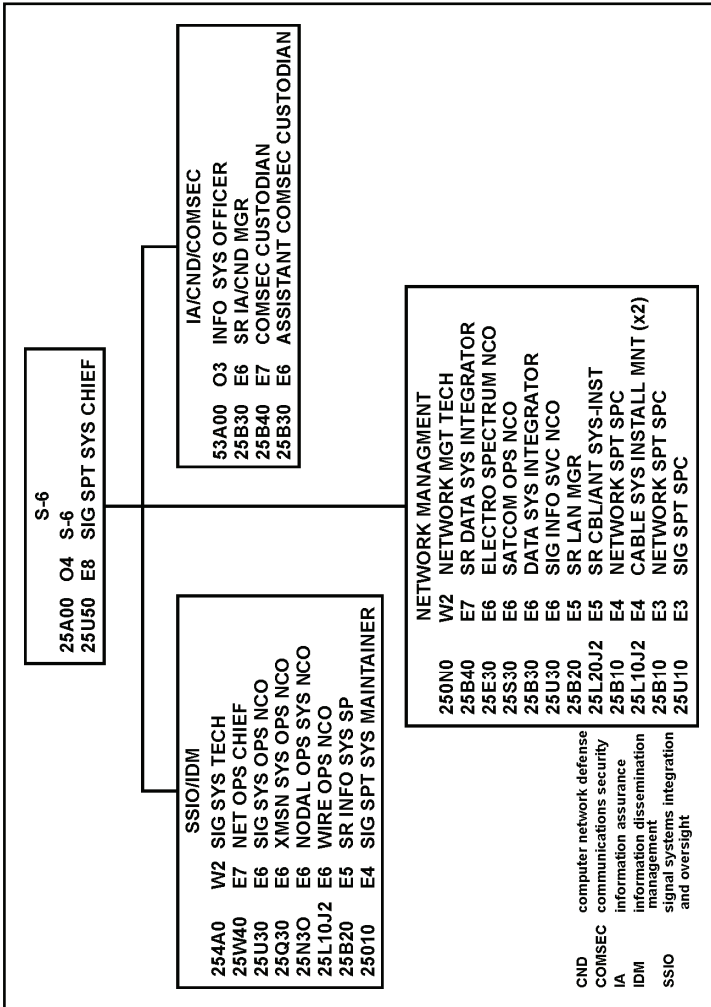 S-6
25A00 O4 S-6
25U50 E8 SIG SPT SYS CHIEF
SSIO/IDM
254A0 W2 SIG SYS TECH
25W40 E7 NET OPS CHIEF
25U30 E6 SIG SYS OPS NCO
25Q30 E6 XMSN SYS OPS NCO
25N3O E6 NODAL OPS SYS NCO
25L10J2 E6 WIRE OPS NCO
25B20 E5 SR INFO SYS SP
25010 E4 SIG SPT SYS MAINTAINER
IA/CND/COMSEC
53A00 O3 INFO SYS OFFICER
25B30 E6 SR IA/CND MGR
25B40 E7 COMSEC CUSTODIAN
25B30 E6 ASSISTANT COMSEC CUSTODIAN
NETWORK MANAGMENT
250N0 W2 NETWORK MGT TECH
25B40 E7 SR DATA SYS INTEGRATOR
25E30 E6 ELECTRO SPECTRUM NCO
25S30 E6 SATCOM OPS NCO
25B30 E6 DATA SYS INTEGRATOR
25U30 E6 SIG INFO SVC NCO
25B20 E5 SR LAN MGR
25L20J2 E5 SR CBL/ANT SYS-INST
25B10 E4 NETWORK SPT SPC
25L10J2 E4 CABLE SYS INSTALL MNT (x2)
25B10 E3 NETWORK SPT SPC
25U10 E3 SIG SPT SPC
CND computer network defense
COMSEC communications security
IA information assurance
IDM information dissemination
management
SSIO signal systems integration
and oversight